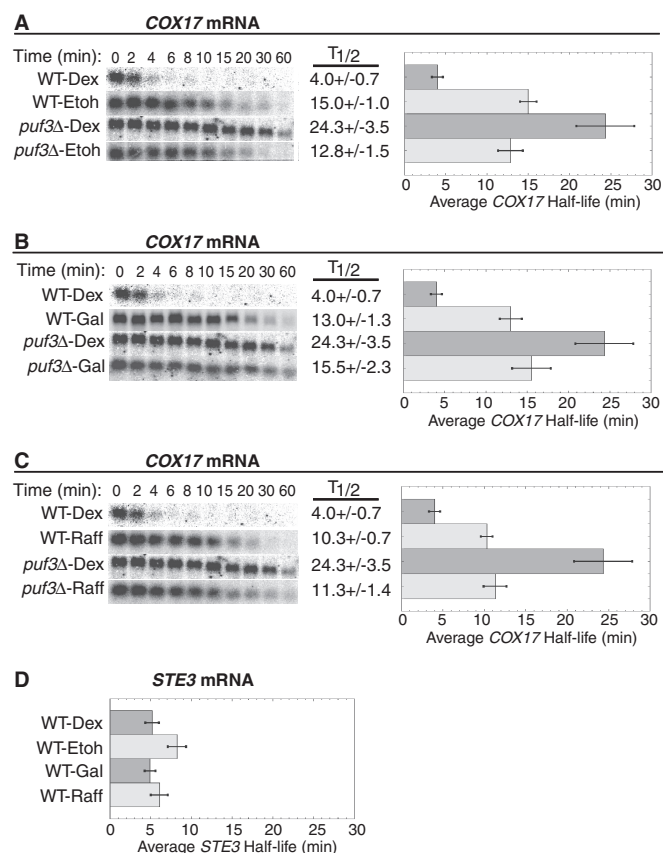 A COX17 mRNA
Time (min): 0 2 4 6 8 10 15 20 30 60 T1/2
WT-Dex 4.0+/-0.7
WT-Etoh 15.0+/-1.0
puf3Δ-Dex 24.3+/-3.5
puf3Δ-Etoh 12.8+/-1.5
0 5 10 15 20 25 30
Average COX17 Half-life (min)
B COX17 mRNA
Time (min): 0 2 4 6 8 10 15 20 30 60 T1/2
WT-Dex 4.0+/-0.7
WT-Gal 13.0+/-1.3
puf3Δ-Dex 24.3+/-3.5
puf3Δ-Gal 15.5+/-2.3
0 5 10 15 20 25 30
Average COX17 Half-life (min)
C COX17 mRNA
Time (min): 0 2 4 6 8 10 15 20 30 60 T1/2
WT-Dex 4.0+/-0.7
WT-Raff 10.3+/-0.7
puf3Δ-Dex 24.3+/-3.5
puf3Δ-Raff 11.3+/-1.4
0 5 10 15 20 25 30
Average COX17 Half-life (min)
D STE3 mRNA
WT-Dex
WT-Etoh
WT-Gal
WT-Raff
0 5 10 15 20 25 30
Average STE3 Half-life (min)